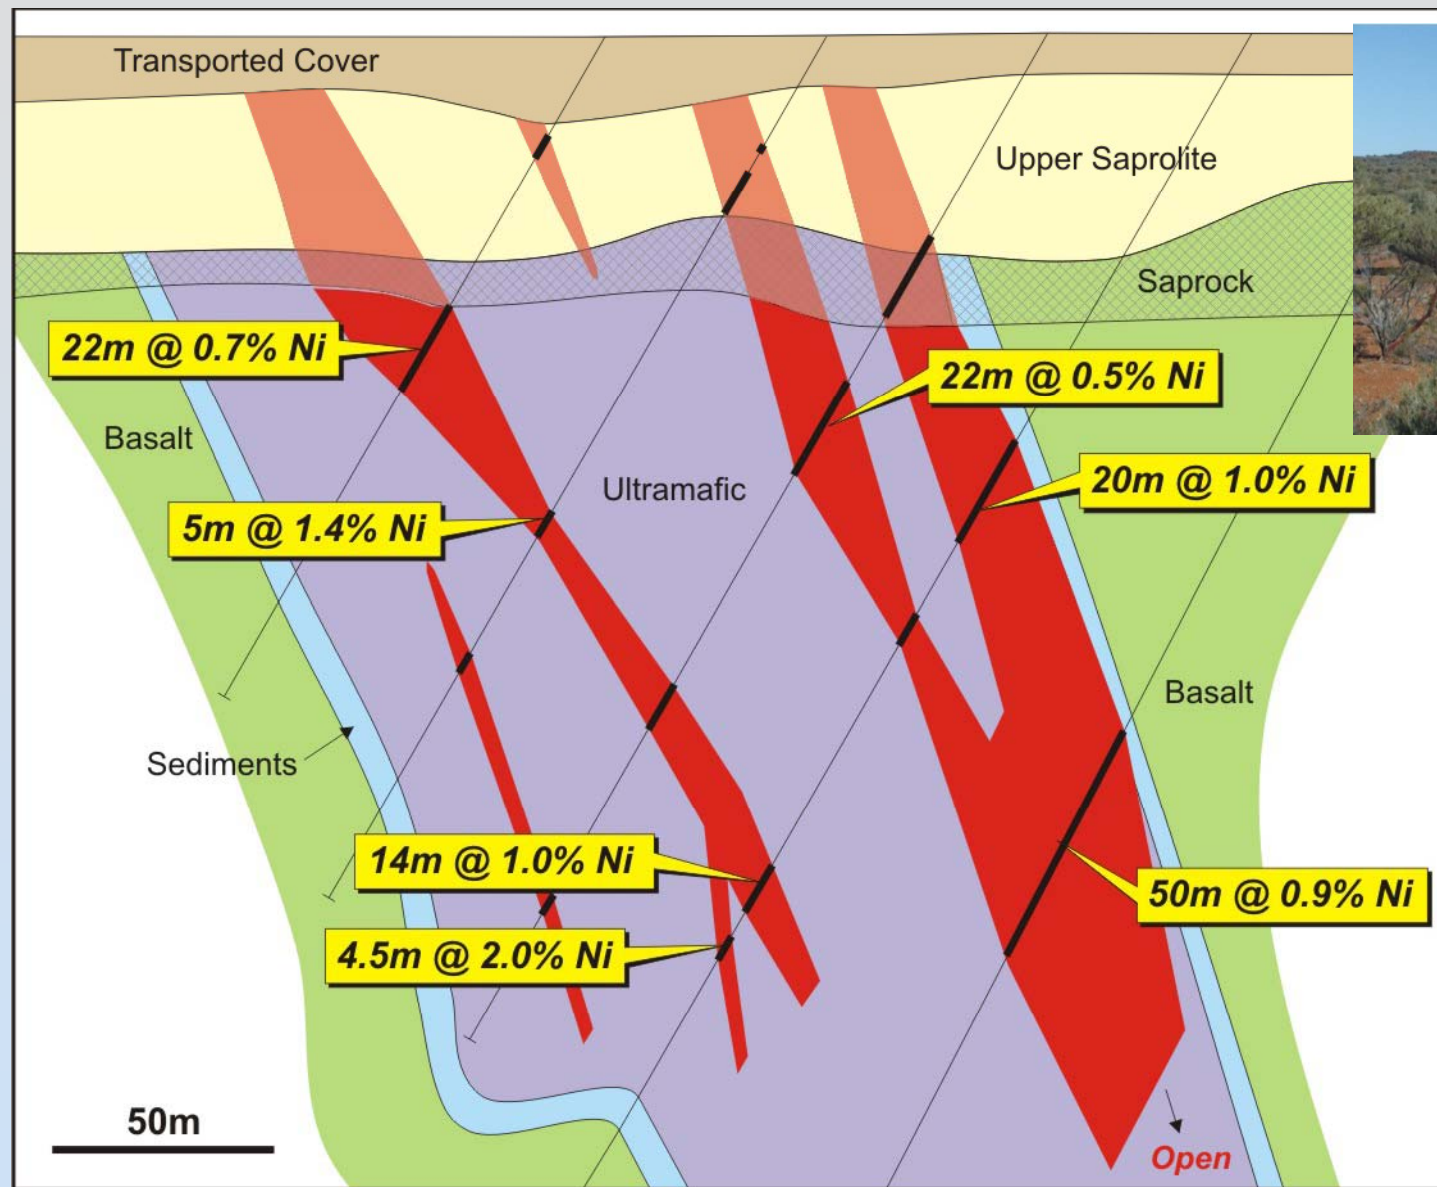 Transported Cover
Upper Saprolite
Saprock
22m @ 0.7% Ni
22m @ 0.5% Ni
Basalt
20m @ 1.0% Ni
Ultramafic
5m @ 1.4% Ni
Basalt
Sediments
14m @ 1.0% Ni
50m @ 0.9% Ni
4.5m @ 2.0% Ni
50m
Open